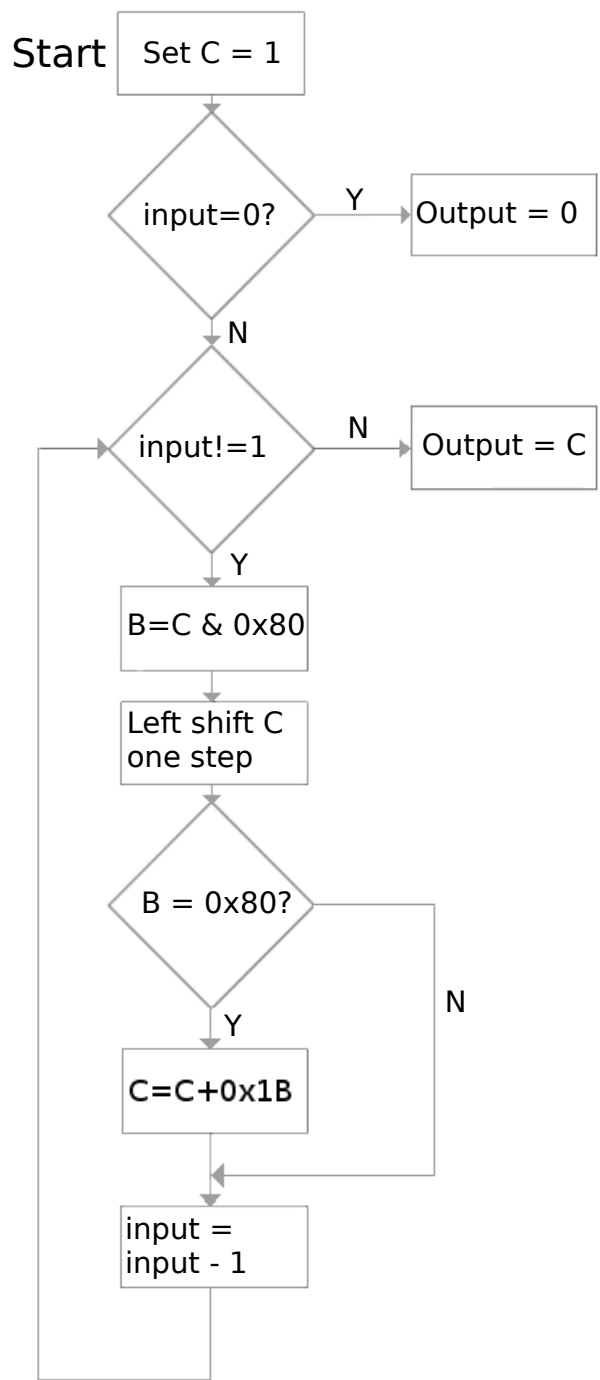 Start
Set C = 1
input=0?
Y
Output = 0
N
input!=1
N
Output = C
Y
B=C & 0x80
Left shift C
one step
B = 0x80?
N
Y
C=C+0x1B
input =
input - 1